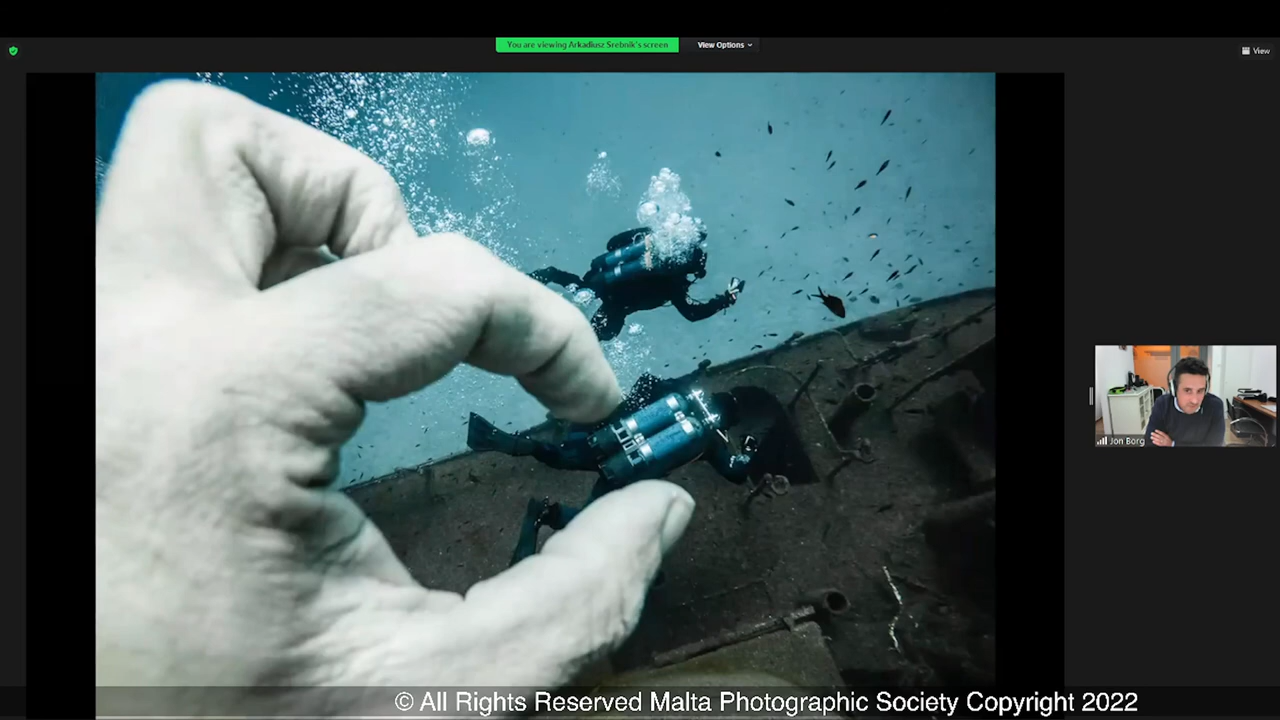 You are viewing Arkadiusz Srebnik's screen
View Options
View
Jon Borg
© All Rights Reserved Malta Photographic Society Copyright 2022